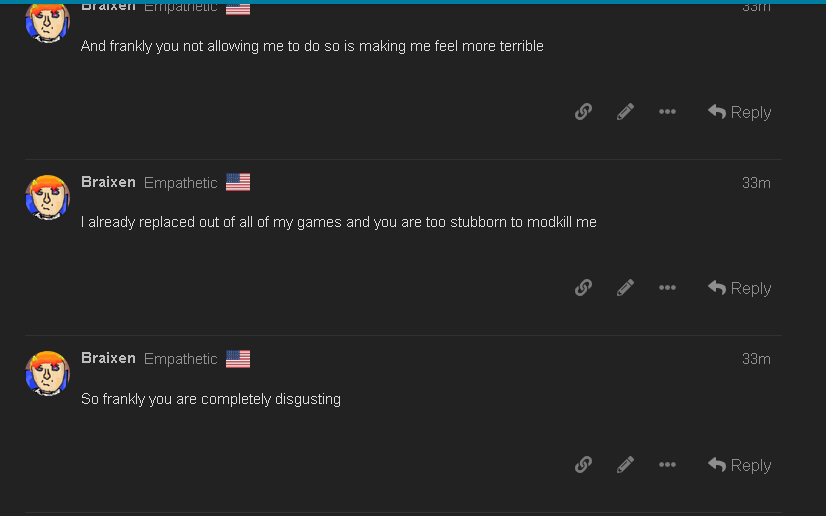 Braixen Empathetic 33m
And frankly you not allowing me to do so is making me feel more terrible
Reply
Braixen Empathetic 33m
I already replaced out of all of my games and you are too stubborn to modkill me
Reply
Braixen Empathetic 33m
So frankly you are completely disgusting
Reply